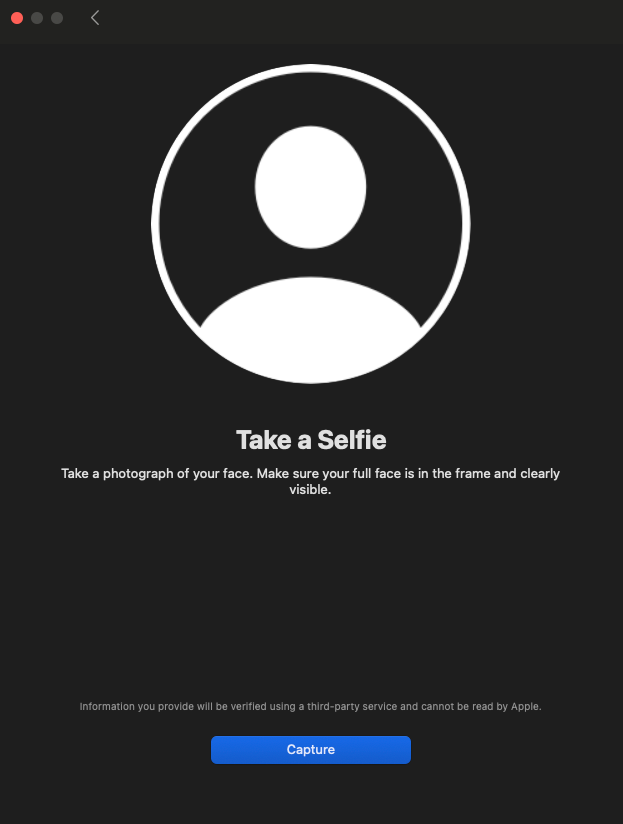 Take a Selfie
Take a photograph of your face. Make sure your full face is in the frame and clearly
visible.
Information you provide will be verified using a third-party service and cannot be read by Apple.
Capture